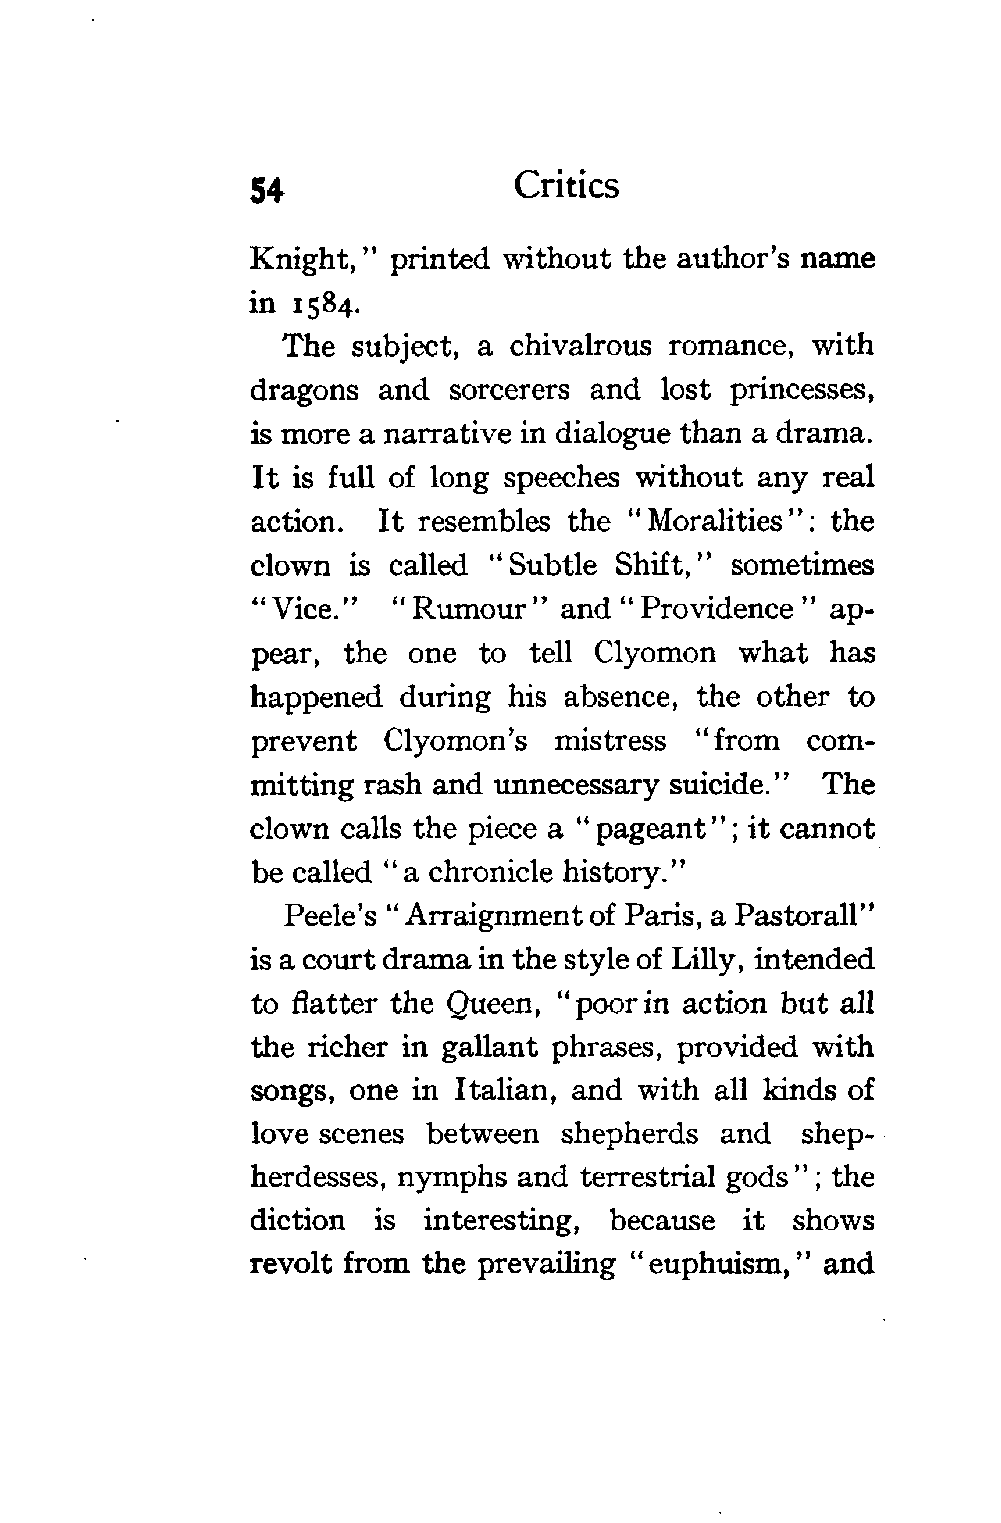 54 Critics
Knight," printed without the author's name
in 1584.
The subject, a chivalrous romance, with
dragons and sorcerers and lost princesses,
is more a narrative in dialogue than a drama.
It is full of long speeches without any real
action. It resembles the "Moralities": the
clown is called "Subtle Shift," sometimes
"Vice." "Rumour" and "Providence" ap-
pear, the one to tell Clyomon what has
happened during his absence, the other to
prevent Clyomon's mistress "from com-
mitting rash and unnecessary suicide." The
clown calls the piece a "pageant"; it cannot
be called "a chronicle history."
Peele's "Arraignment of Paris, a Pastorall"
is a court drama in the style of Lilly, intended
to flatter the Queen, "poor in action but all
the richer in gallant phrases, provided with
songs, one in Italian, and with all kinds of
love scenes between shepherds and shep-
herdesses, nymphs and terrestrial gods"; the
diction is interesting, because it shows
revolt from the prevailing "euphuism," and